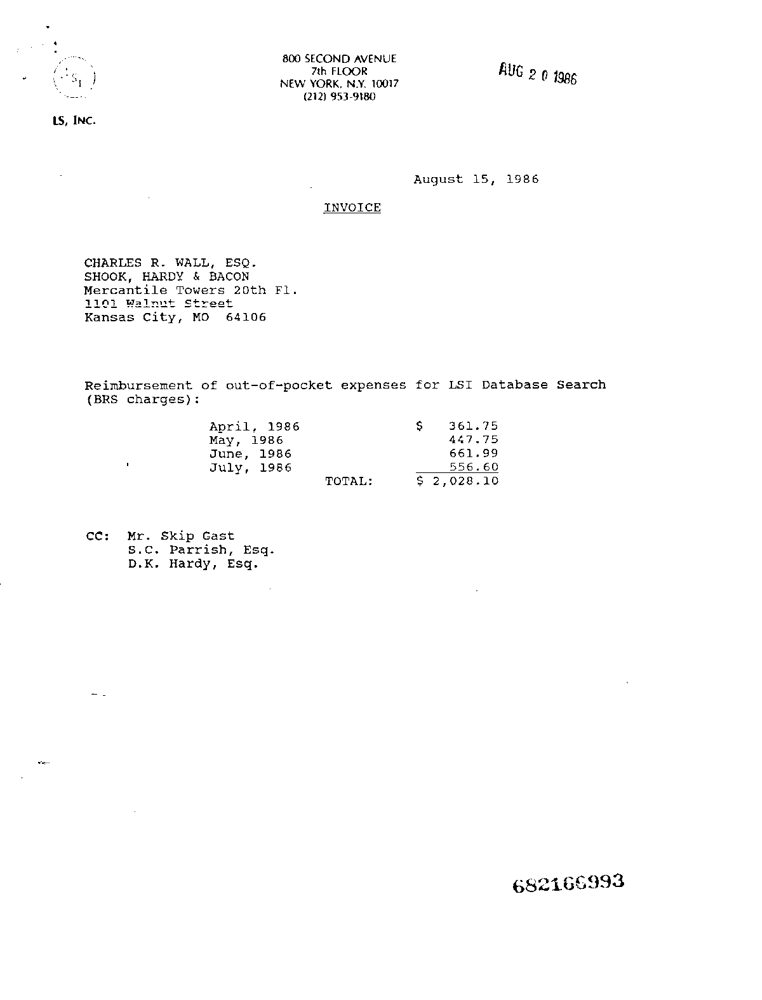 800 SECOND AVENUE
7th FLOOR
NEW YORK, N.Y. 10017
(212) 953-9180
AUG 20 1986
LS, INC.
August 15, 1986
INVOICE
CHARLES R. WALL, ESQ.
SHOOK, HARDY & BACON
Mercantile Towers 20th Fl.
1101 Walnut Street
Kansas City, MO 64106
Reimbursement of out-of-pocket expenses for LSI Database Search
(BRS charges):
April, 1986 $ 361.75
May, 1986 447.75
June, 1986 661.99
July, 1986 556.60
TOTAL: $ 2,028.10
CC: Mr. Skip Gast
S.C. Parrish, Esq.
D.K. Hardy, Esq.
682166993